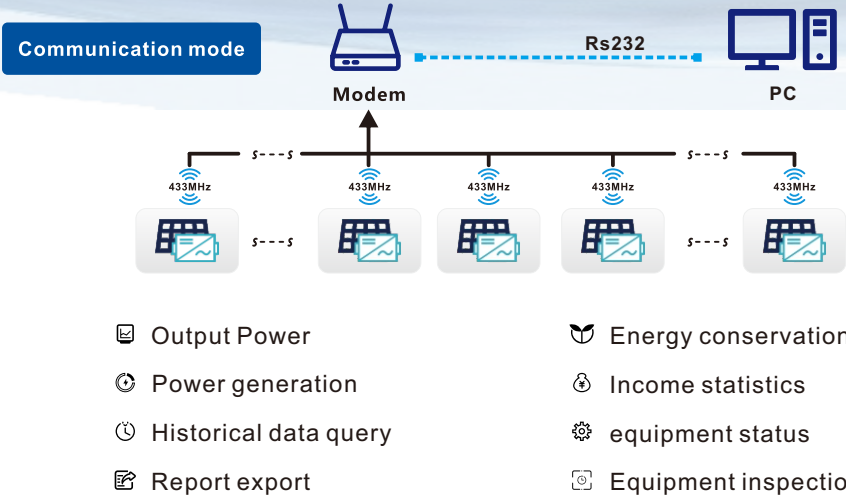 Communication mode
Rs232
Modem
PC
433MHz 433MHz 433MHz 433MHz 433MHz
Output Power
Energy conservation
Power generation
Income statistics
Historical data query
equipment status
Report export
Equipment inspectio